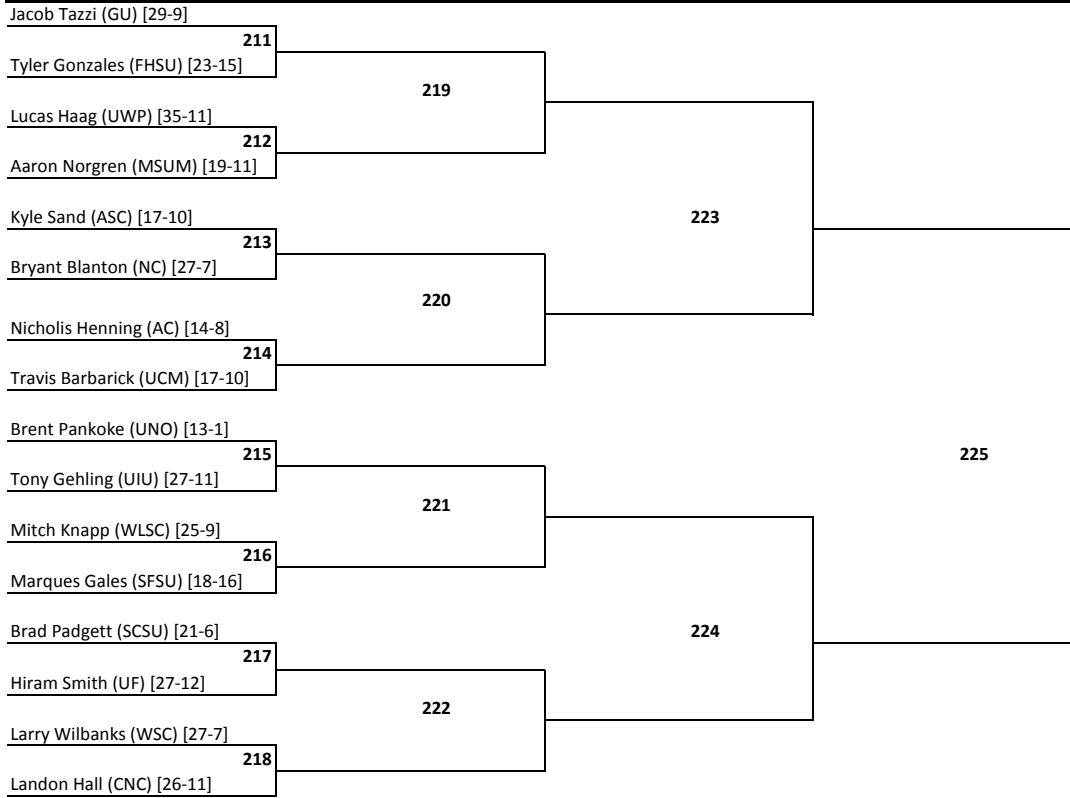 Jacob Tazzi (GU) [29-9]
211
Tyler Gonzales (FHSU) [23-15]
219
Lucas Haag (UWP) [35-11]
212
Aaron Norgren (MSUM) [19-11]
Kyle Sand (ASC) [17-10]
223
213
Bryant Blanton (NC) [27-7]
220
Nicholis Henning (AC) [14-8]
214
Travis Barbarick (UCM) [17-10]
Brent Pankoke (UNO) [13-1]
215
225
Tony Gehling (UIU) [27-11]
221
Mitch Knapp (WLSC) [25-9]
216
Marques Gales (SFSU) [18-16]
Brad Padgett (SCSU) [21-6]
224
217
Hiram Smith (UF) [27-12]
222
Larry Wilbanks (WSC) [27-7]
218
Landon Hall (CNC) [26-11]